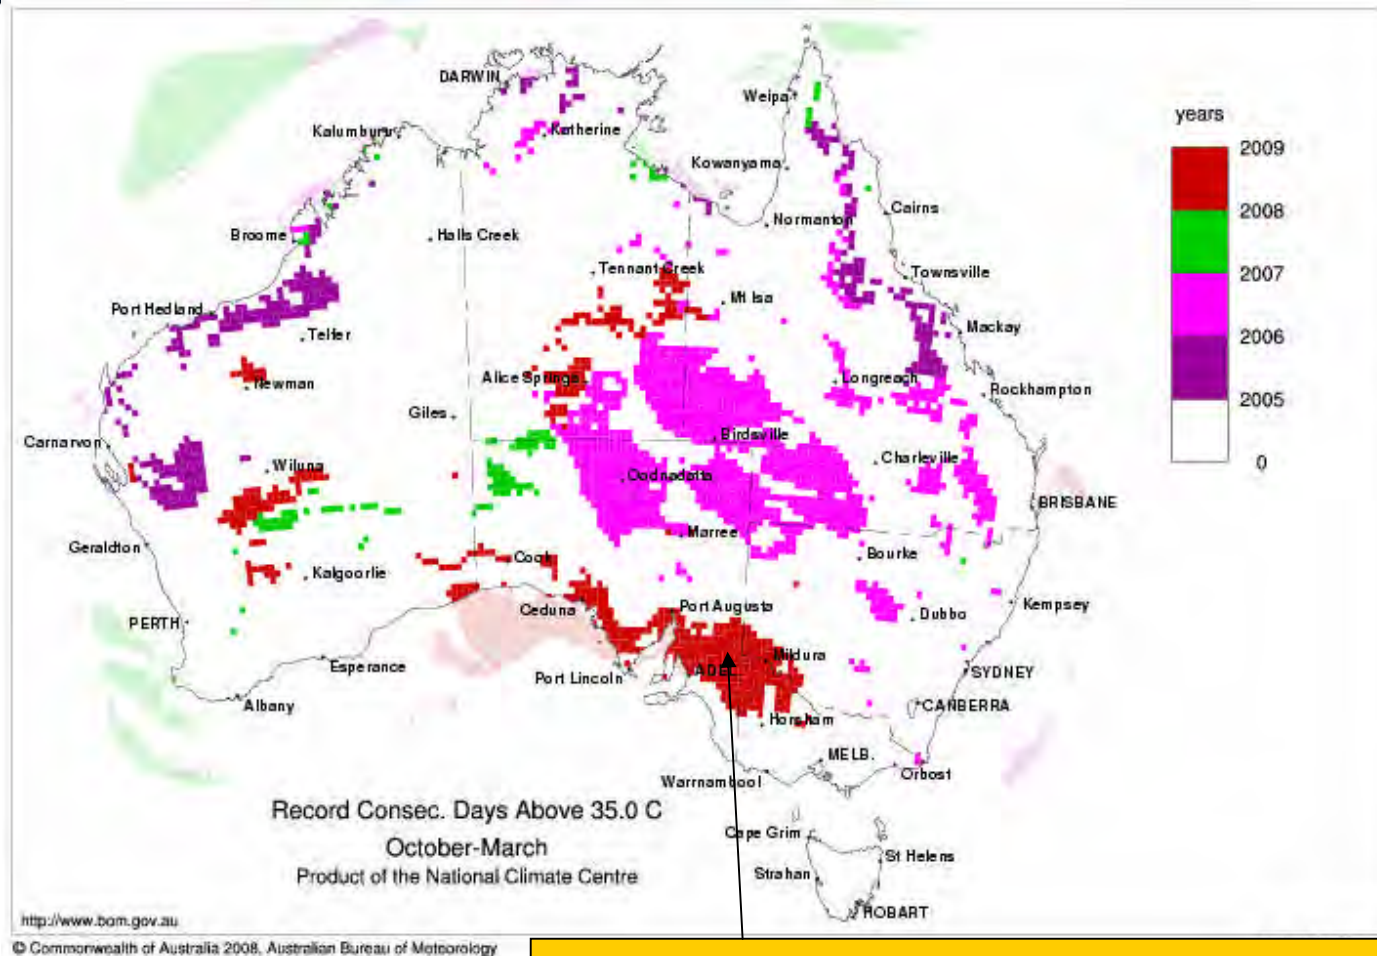 DARWIN
Weipa
years
Kalumburu
Katherine
2009
Kowanyama
2008
Cairns
Normanton
Broome
Halls Creek
2007
Tennant Creek
Townsville
Port Hedland
Mt Isa
Mackay
2006
Telfer
Newman
Alice Springs
Longreach
Rockhampton
2005
Giles
Carnarvon
Birdsville
Charleville
0
Wiluna
Oodnadatta
BRISBANE
Geraldton
Marree
Bourke
Cook
Kalgoorlie
Ceduna
Port Augusta
Kempsey
PERTH
Dubbo
Esperance
Mildura
Port Lincoln
ADEL.
SYDNEY
Albany
CANBERRA
Horsham
MELB.
Orbost
Warrnambool
Record Consec. Days Above 35.0 C
Cape Grim
October-March
St Helens
Product of the National Climate Centre
Strahan
HOBART
http://www.bom.gov.au
© Commonwealth of Australia 2008, Australian Bureau of Meteorology